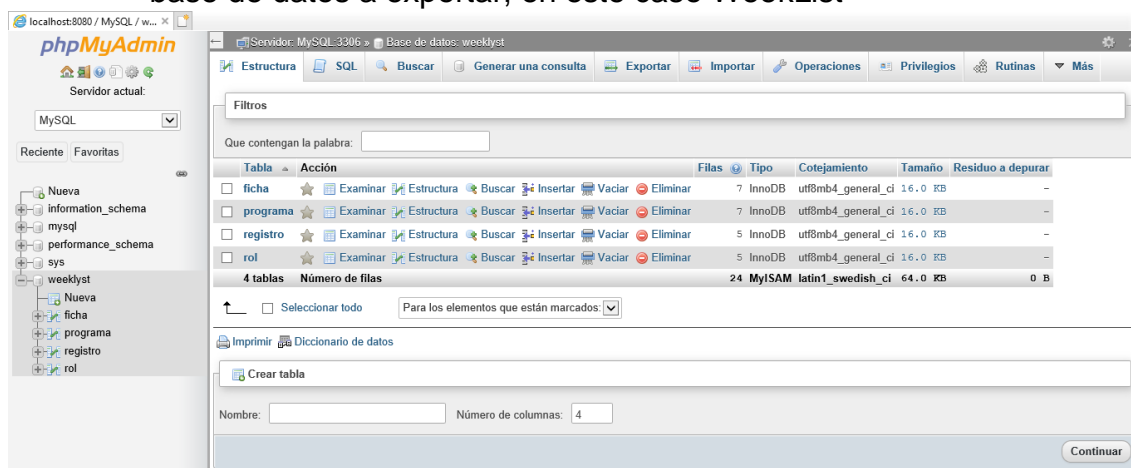 base de datos a exportar, en este caso WeekList
localhost:8080 / MySQL / w...
phpMyAdmin
Servidor actual:
MySQL
Reciente Favoritas
Nueva
information_schema
mysql
performance_schema
sys
weeklyst
Nueva
ficha
programa
registro
rol
Servidor: MySQL:3306 » Base de datos: weeklyst
Estructura SQL Buscar Generar una consulta Exportar Importar Operaciones Privilegios Rutinas Más
Filtros
Que contengan la palabra:
Tabla Acción Filas Tipo Cotejamiento Tamaño Residuo a depurar
ficha Examinar Estructura Buscar Insertar Vaciar Eliminar 7 InnoDB utf8mb4_general_ci 16.0 KB -
programa Examinar Estructura Buscar Insertar Vaciar Eliminar 7 InnoDB utf8mb4_general_ci 16.0 KB -
registro Examinar Estructura Buscar Insertar Vaciar Eliminar 5 InnoDB utf8mb4_general_ci 16.0 KB -
rol Examinar Estructura Buscar Insertar Vaciar Eliminar 5 InnoDB utf8mb4_general_ci 16.0 KB -
4 tablas Número de filas 24 MyISAM latin1_swedish_ci 64.0 KB 0 B
Seleccionar todo Para los elementos que están marcados:
Imprimir Diccionario de datos
Crear tabla
Nombre: Número de columnas: 4
Continuar